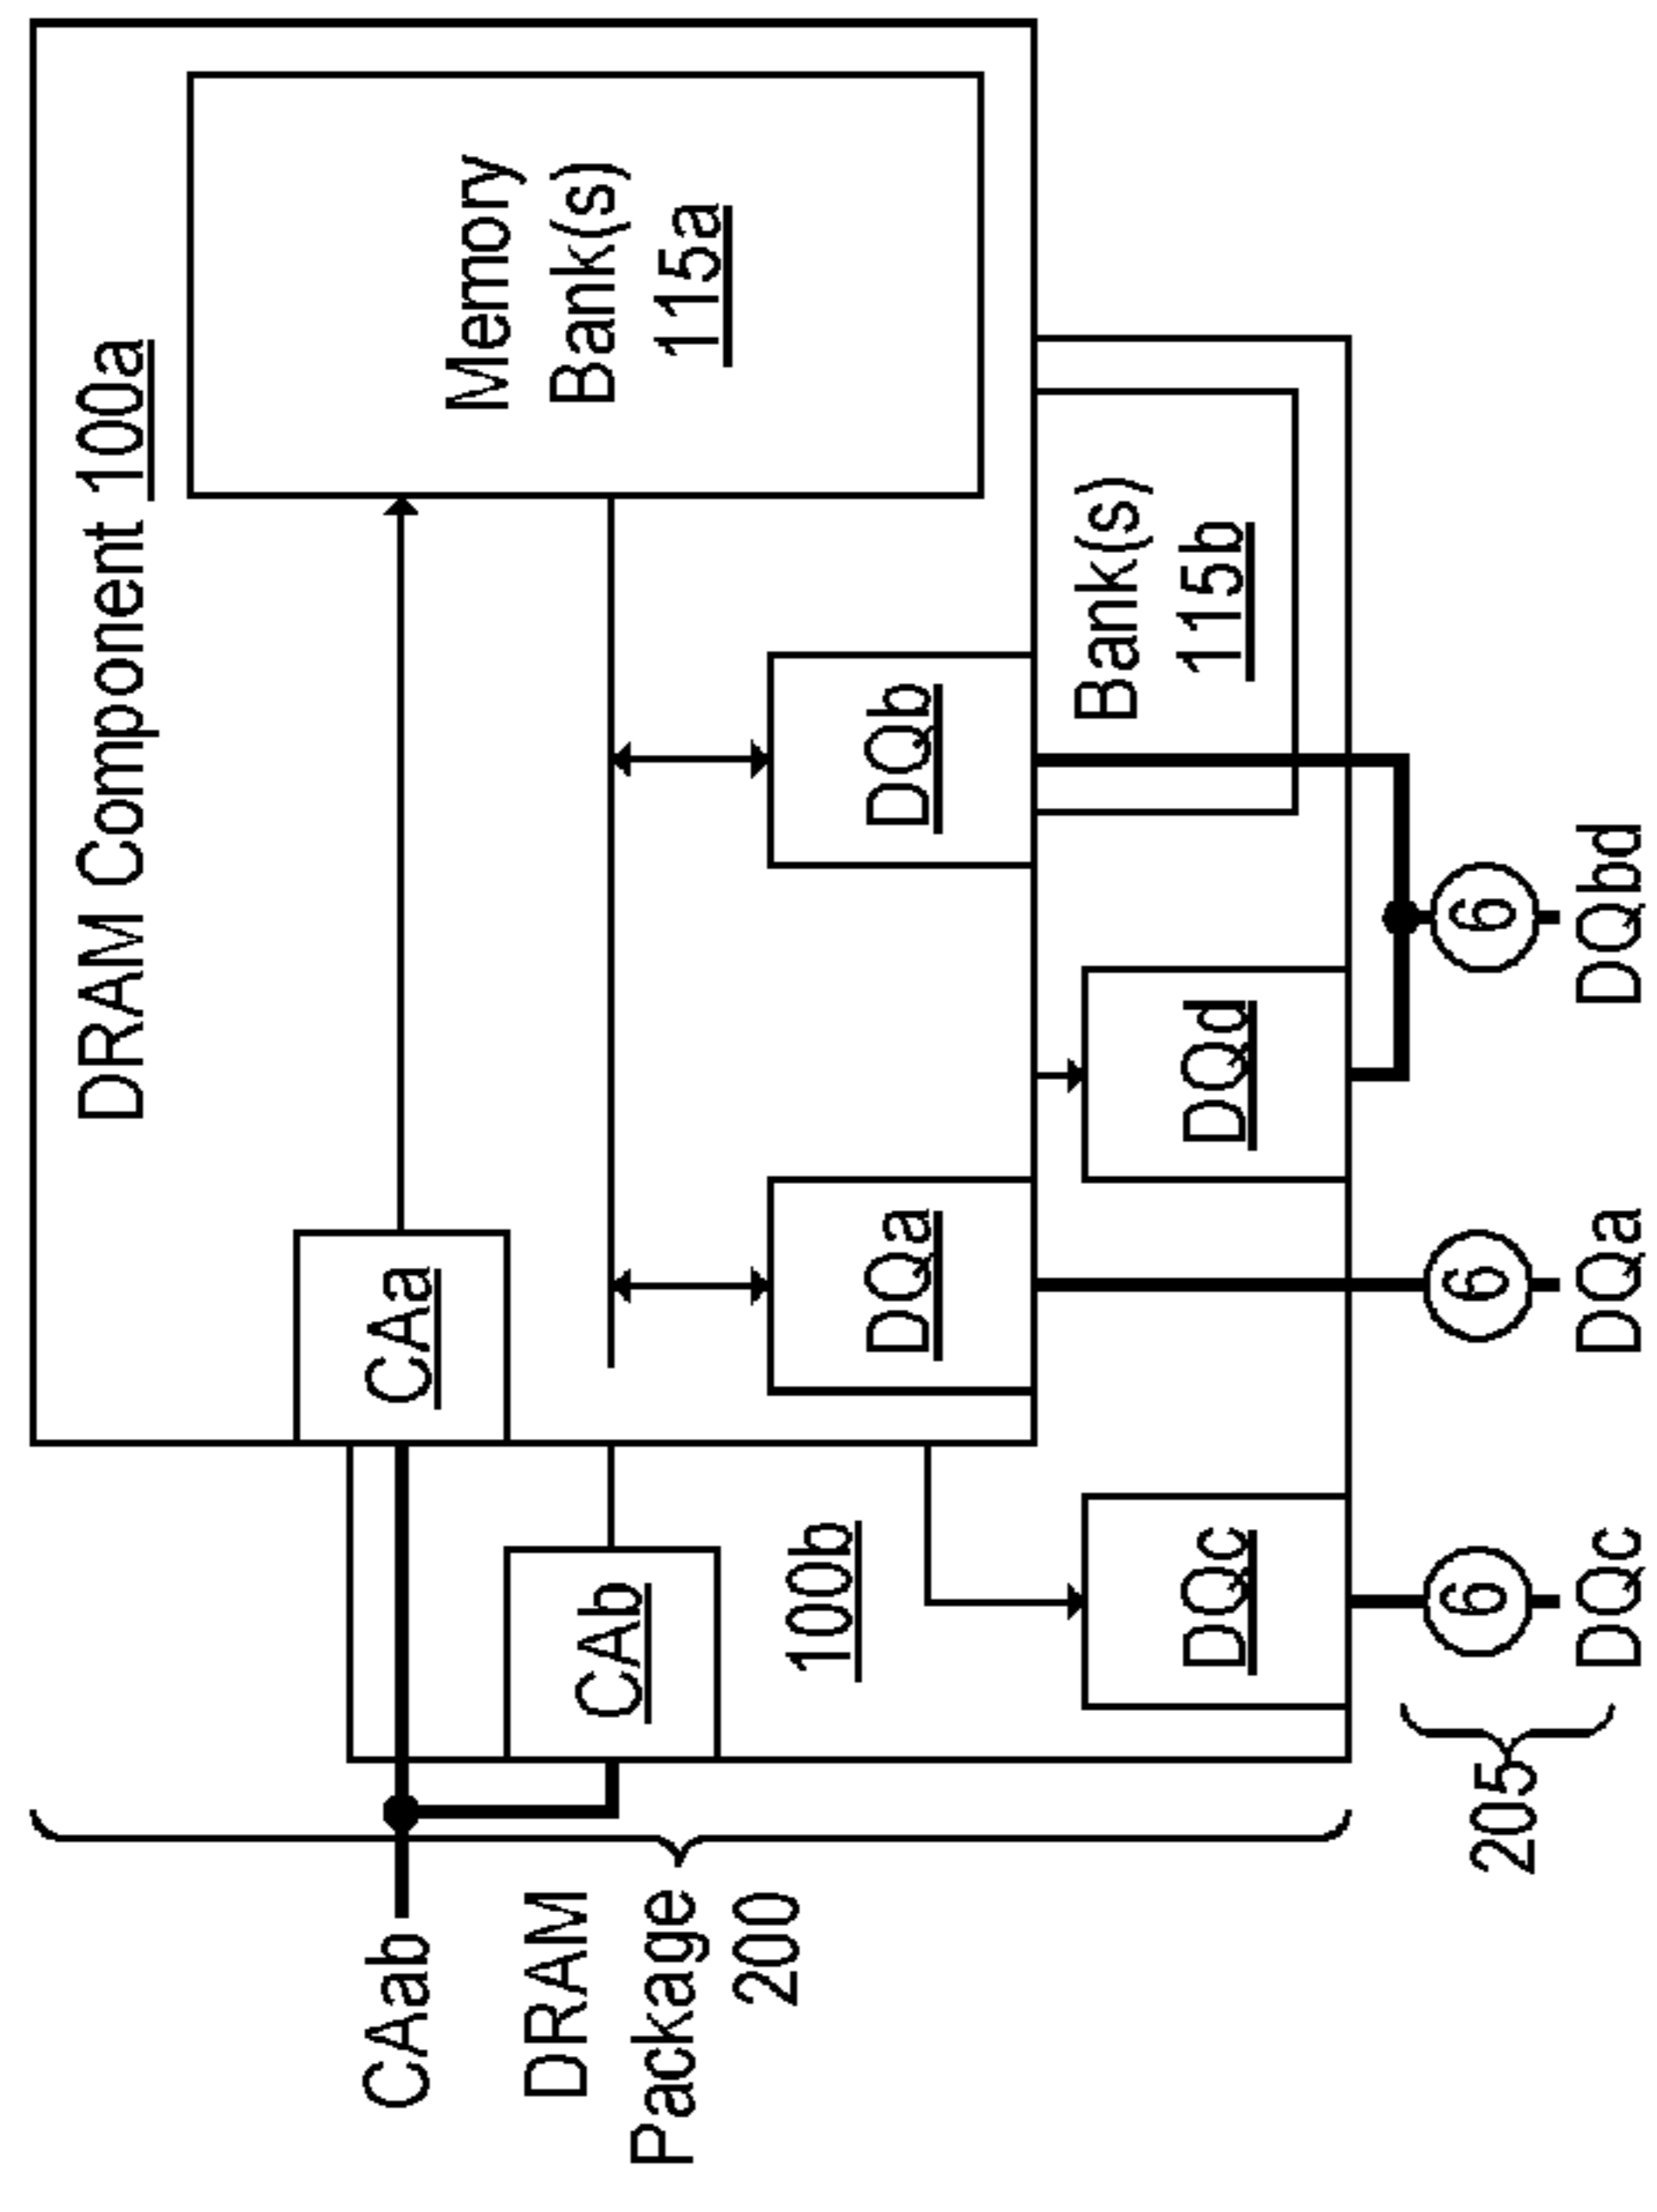 DRAM Component 100a
Memory
Bank(s)
115a
CAa
DQa
DQb
CAb
100b
DQc
DQd
Bank(s)
115b
CAab
DRAM
Package
200
6
6
6
205
DQc
DQa
DQbd